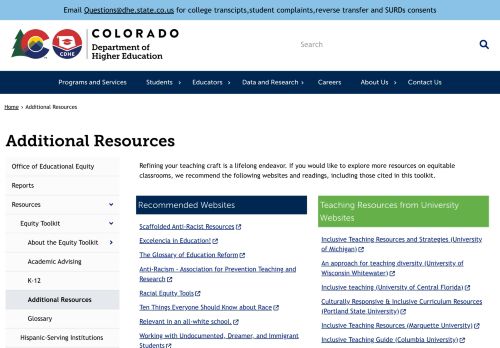 Email Questions@dhe.state.co.us for college transcipts,student complaints,reverse transfer and SURDs consents
CDHE
COLORADO
Department of
Higher Education
Search
Programs and Services
Students
Educators
Data and Research
Careers
About Us
Contact Us
Home › Additional Resources
Additional Resources
Office of Educational Equity
Reports
Resources
Equity Toolkit
About the Equity Toolkit
Academic Advising
K-12
Additional Resources
Glossary
Hispanic-Serving Institutions
Refining your teaching craft is a lifelong endeavor. If you would like to explore more resources on equitable
classrooms, we recommend the following websites and readings, including those cited in this toolkit.
Recommended Websites
Scaffolded Anti-Racist Resources
Excelencia in Education!
The Glossary of Education Reform
Anti-Racism - Association for Prevention Teaching and
Research
Racial Equity Tools
Ten Things Everyone Should Know about Race
Relevant in an all-white school.
Working with Undocumented, Dreamer, and Immigrant
Students
Teaching Resources from University
Websites
Inclusive Teaching Resources and Strategies (University
of Michigan)
An approach for teaching diversity (University of
Wisconsin Whitewater)
Inclusive teaching (University of Central Florida)
Culturally Responsive & Inclusive Curriculum Resources
(Portland State University)
Inclusive Teaching Resources (Marquette University)
Inclusive Teaching Guide (Columbia University)